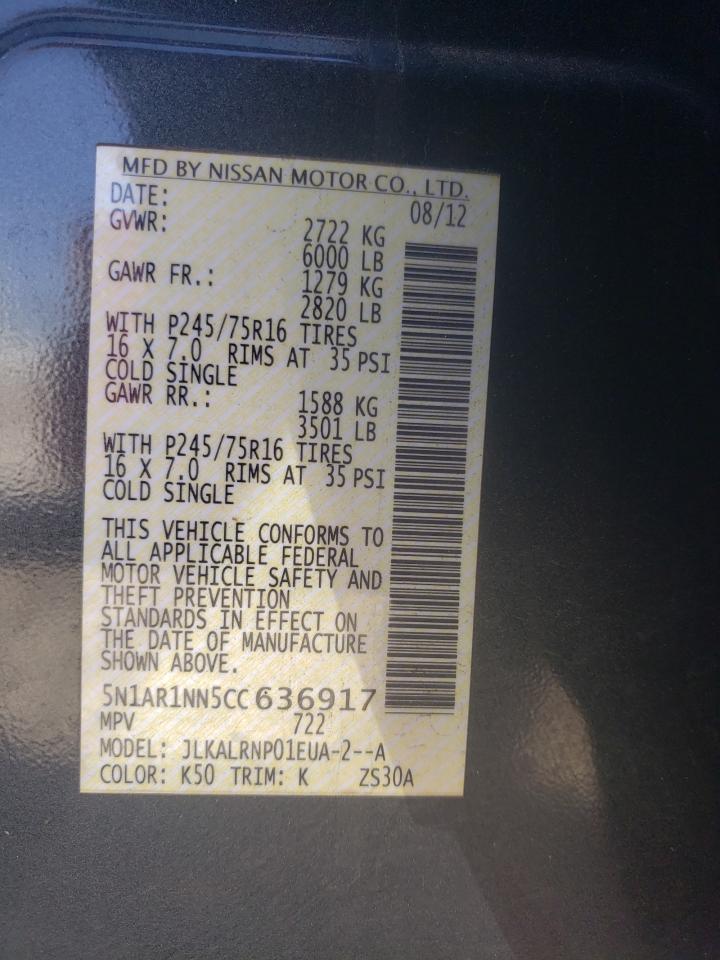 MFD BY NISSAN MOTOR CO., LTD.
DATE: 08/12
GVWR: 2722 KG
6000 LB
GAWR FR.: 1279 KG
2820 LB
WITH P245/75R16 TIRES
16 X 7.0 RIMS AT 35 PSI
COLD SINGLE
GAWR RR.: 1588 KG
3501 LB
WITH P245/75R16 TIRES
16 X 7.0 RIMS AT 35 PSI
COLD SINGLE
THIS VEHICLE CONFORMS TO
ALL APPLICABLE FEDERAL
MOTOR VEHICLE SAFETY AND
THEFT PREVENTION
STANDARDS IN EFFECT ON
THE DATE OF MANUFACTURE
SHOWN ABOVE.
5N1AR1NN5CC636917
MPV 722
MODEL: JLKALRNP01EUA-2--A
COLOR: K50 TRIM: K ZS30A